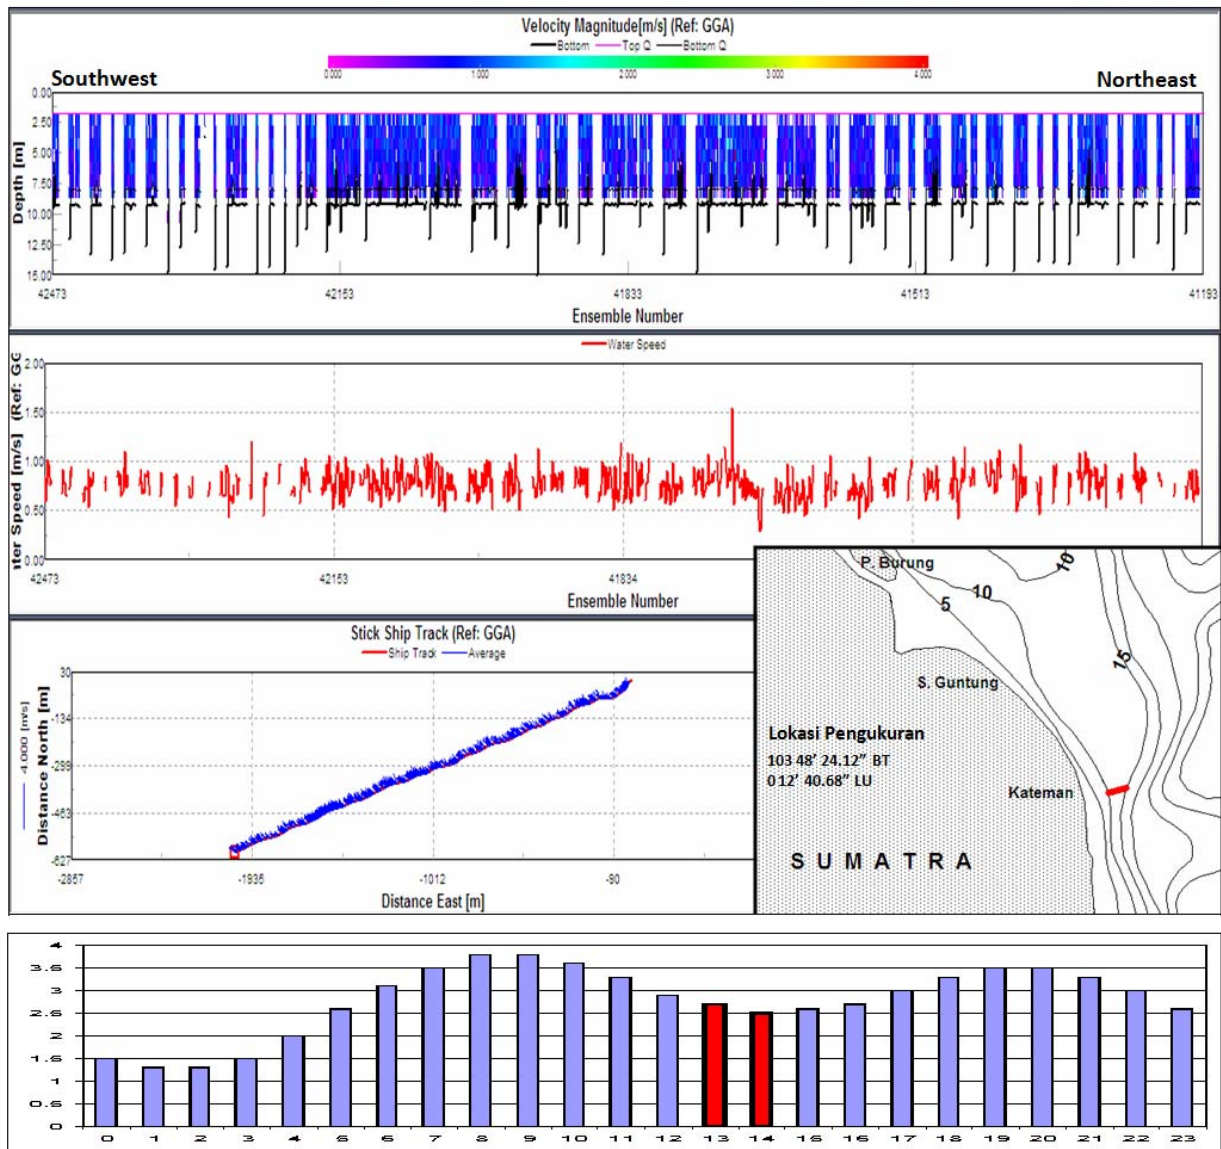 Velocity Magnitude[m/s] (Ref: GGA)
Bottom Top Q Bottom Q
0.000 1.000 2.000 3.000 4.000
Southwest Northeast
0.00
2.50
5.00
7.50
10.00
12.50
15.00
Depth [m]
42473 42153 41833 41513 41193
Ensemble Number
Water Speed
2.00
1.50
1.00
0.50
0.00
ter Speed [m/s] (Ref: GG
42473 42153 41834
Ensemble Number
Stick Ship Track (Ref: GGA)
Ship Track Average
30
-134
-299
-463
-627
4.000 [m/s]
Distance North [m]
-2857 -1935 -1012 -90
Distance East [m]
P. Burung
10
10
5
15
S. Guntung
Lokasi Pengukuran
103 48' 24.12" BT
0 12' 40.68" LU
Kateman
SUMATRA
4
3.5
3
2.5
2
1.5
1
0.5
0
0 1 2 3 4 5 6 7 8 9 10 11 12 13 14 15 16 17 18 19 20 21 22 23